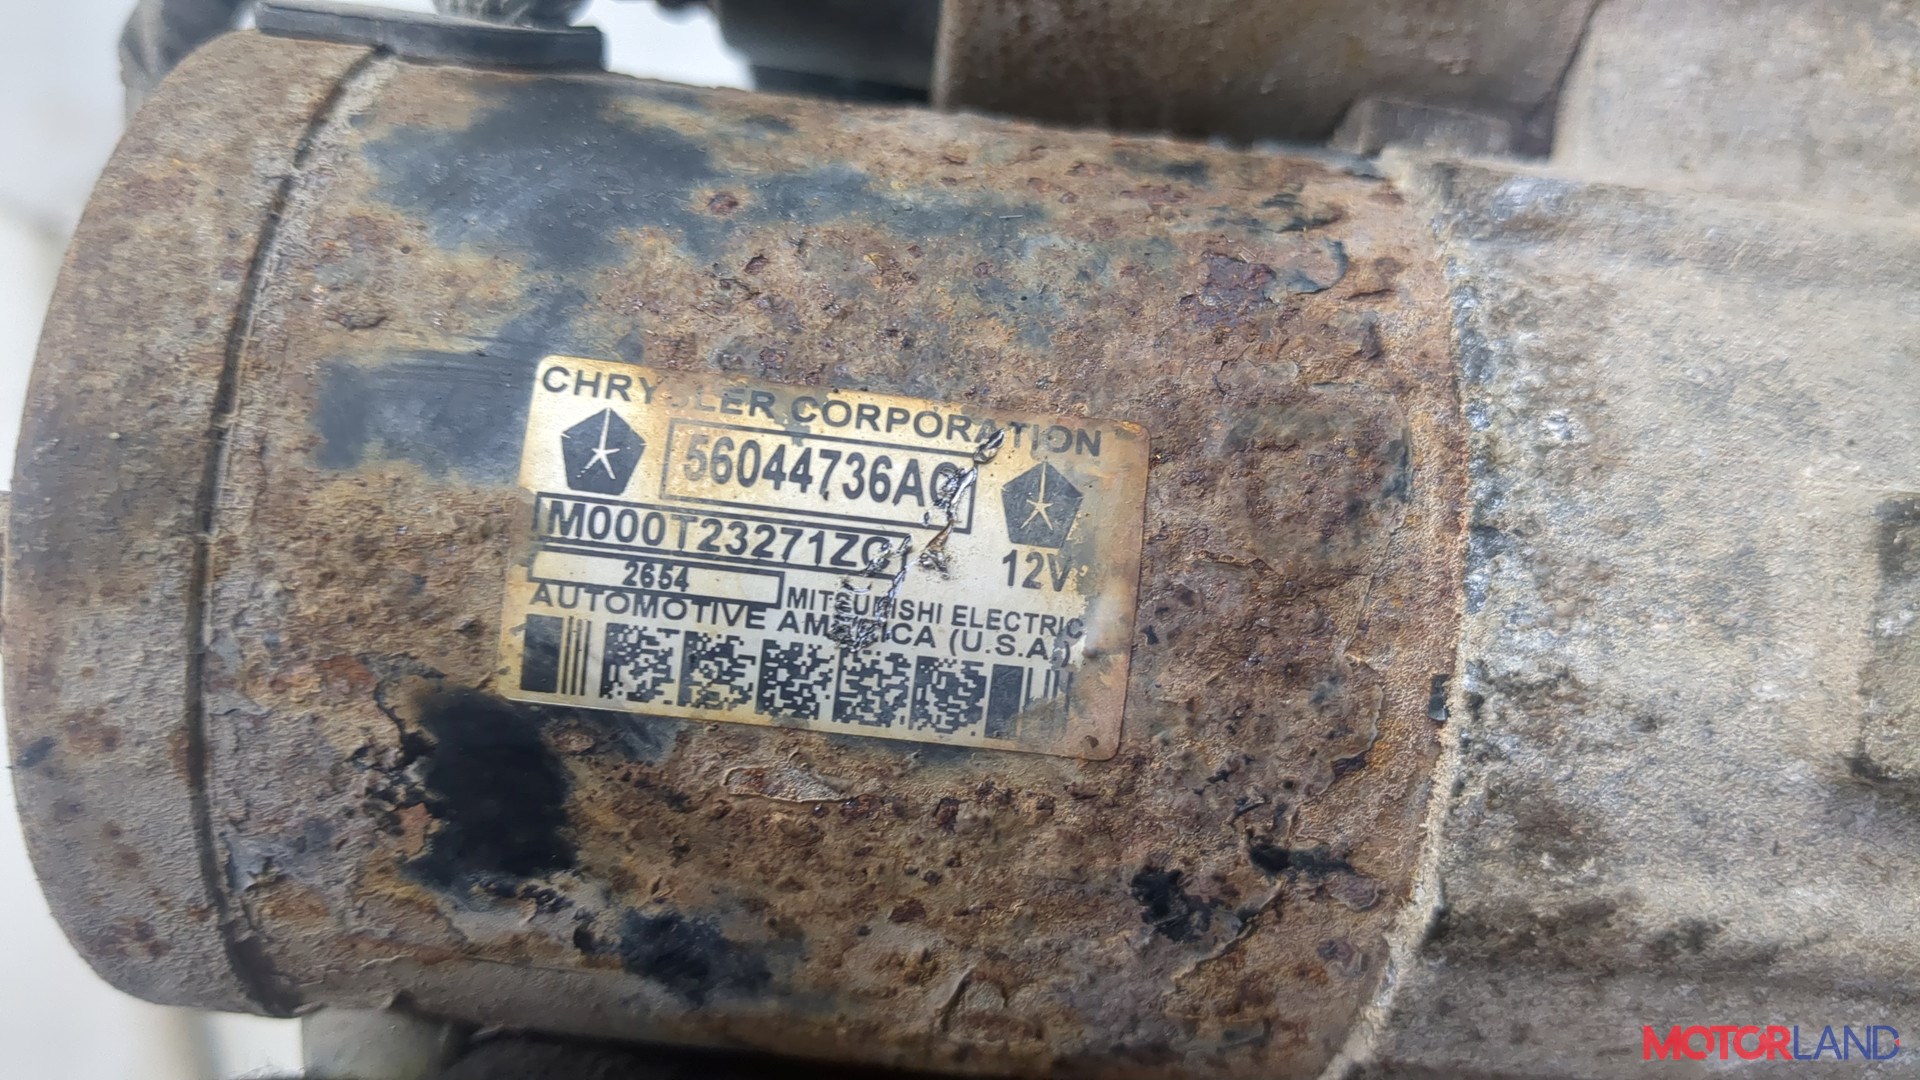 CHRYSLER CORPORATION
56044736AC
M000T23271ZC
12V
2654
MITSUBISHI ELECTRIC
AUTOMOTIVE AMERICA (U.S.A.)
MOTORLAND